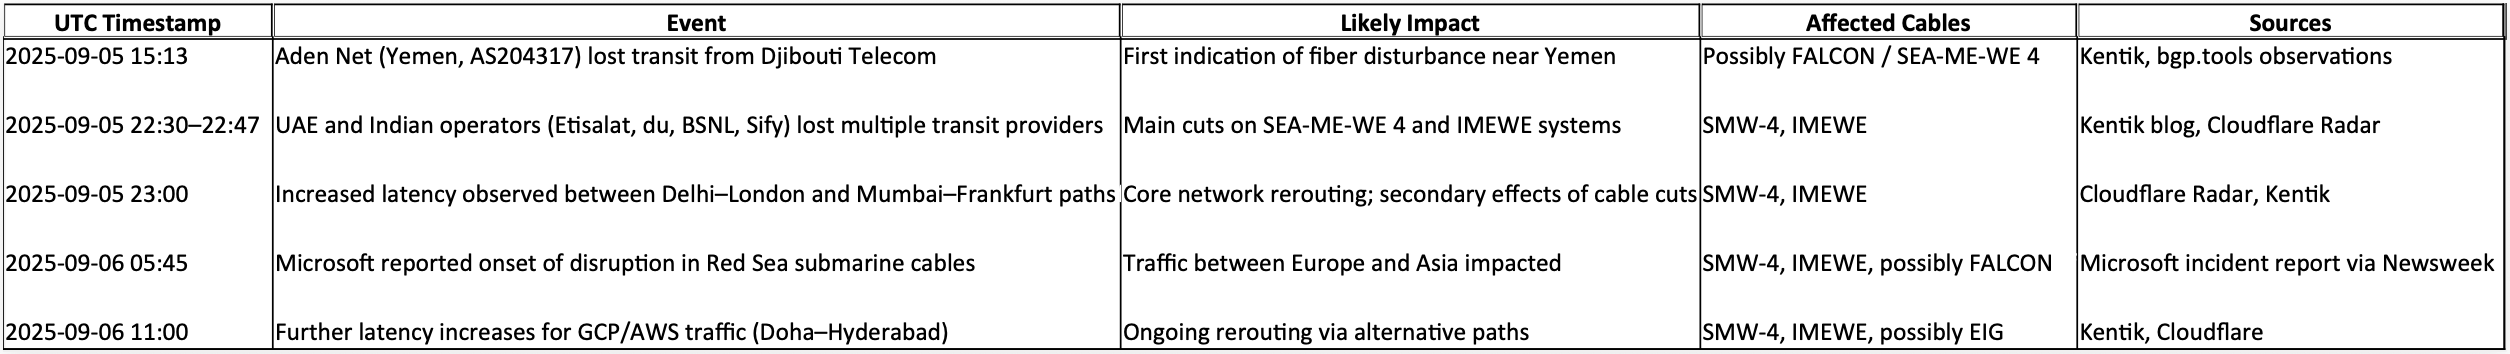 UTC Timestamp Event Likely Impact Affected Cables Sources
2025-09-05 15:13 Aden Net (Yemen, AS204317) lost transit from Djibouti Telecom First indication of fiber disturbance near Yemen Possibly FALCON / SEA-ME-WE 4 Kentik, bgp.tools observations
2025-09-05 22:30–22:47 UAE and Indian operators (Etisalat, du, BSNL, Sify) lost multiple transit providers Main cuts on SEA-ME-WE 4 and IMEWE systems SMW-4, IMEWE Kentik blog, Cloudflare Radar
2025-09-05 23:00 Increased latency observed between Delhi–London and Mumbai–Frankfurt paths Core network rerouting; secondary effects of cable cuts SMW-4, IMEWE Cloudflare Radar, Kentik
2025-09-06 05:45 Microsoft reported onset of disruption in Red Sea submarine cables Traffic between Europe and Asia impacted SMW-4, IMEWE, possibly FALCON Microsoft incident report via Newsweek
2025-09-06 11:00 Further latency increases for GCP/AWS traffic (Doha–Hyderabad) Ongoing rerouting via alternative paths SMW-4, IMEWE, possibly EIG Kentik, Cloudflare